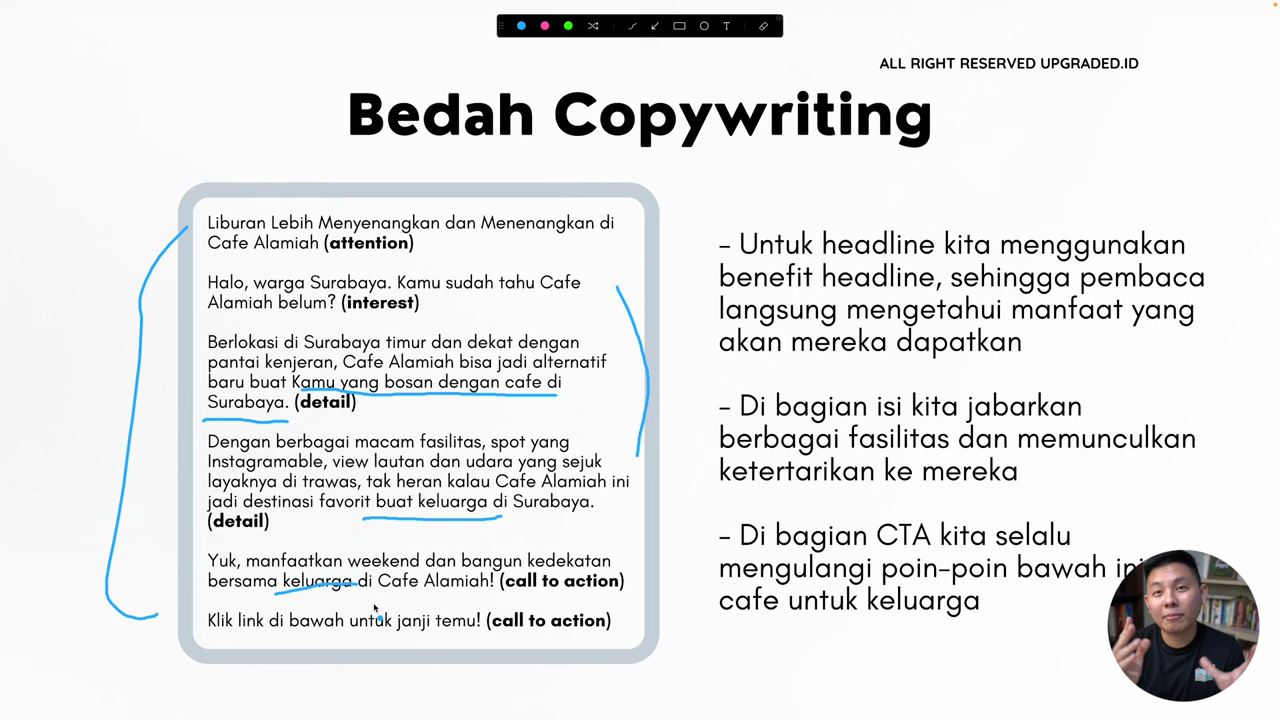 T
ALL RIGHT RESERVED UPGRADED.ID
Bedah Copywriting
Liburan Lebih Menyenangkan dan Menenangkan di
Cafe Alamiah (attention)
Halo, warga Surabaya. Kamu sudah tahu Cafe
Alamiah belum? (interest)
Berlokasi di Surabaya timur dan dekat dengan
pantai kenjeran, Cafe Alamiah bisa jadi alternatif
baru buat Kamu yang bosan dengan cafe di
Surabaya. (detail)
Dengan berbagai macam fasilitas, spot yang
Instagramable, view lautan dan udara yang sejuk
layaknya di trawas, tak heran kalau Cafe Alamiah ini
jadi destinasi favorit buat keluarga di Surabaya.
(detail)
Yuk, manfaatkan weekend dan bangun kedekatan
bersama keluarga di Cafe Alamiah! (call to action)
Klik link di bawah untuk janji temu! (call to action)
- Untuk headline kita menggunakan
benefit headline, sehingga pembaca
langsung mengetahui manfaat yang
akan mereka dapatkan
- Di bagian isi kita jabarkan
berbagai fasilitas dan memunculkan
ketertarikan ke mereka
- Di bagian CTA kita selalu
mengulangi poin-poin bawah ini
cafe untuk keluarga